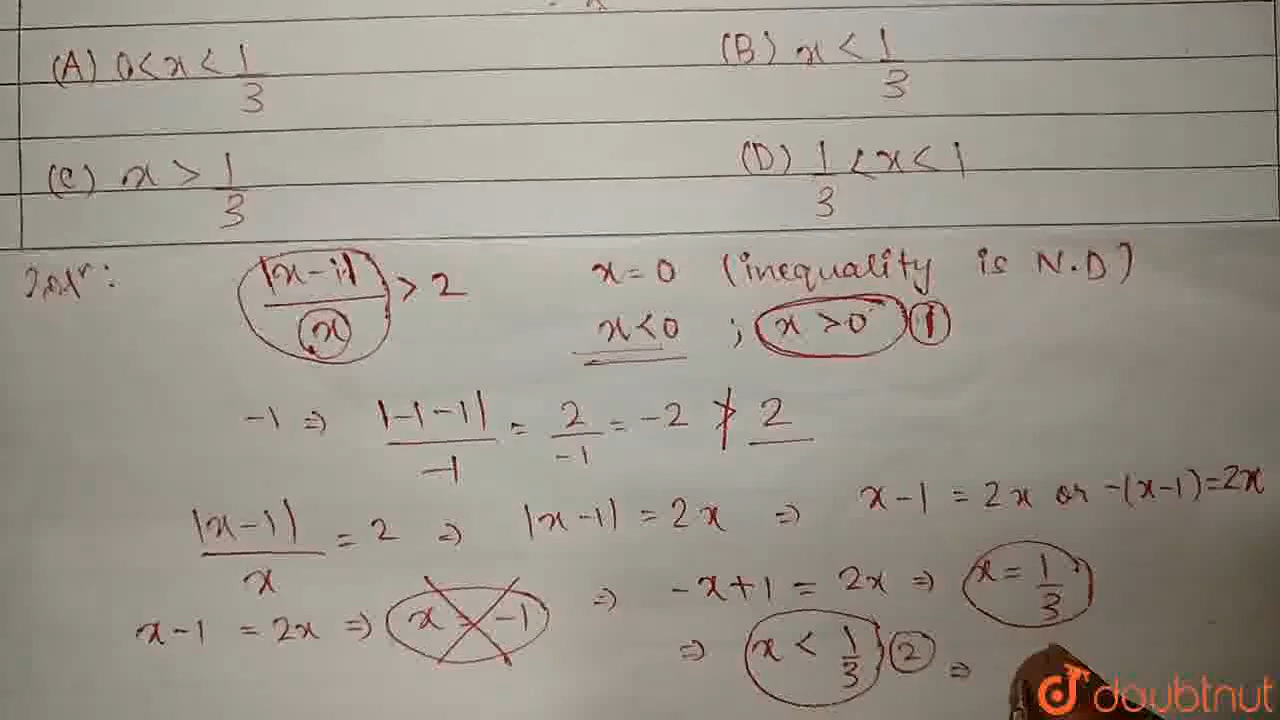 (A) 0 < x < 1/3 (B) x < 1/3
(C) x > 1/3 (D) 1/3 < x < 1
Solⁿ: |x-1|/x > 2 x = 0 (inequality is N.D)
x < 0 ; x > 0 ①
-1 ⇒ |-1-1|/-1 = 2/-1 = -2 ≯ 2
|x-1|/x = 2 ⇒ |x-1| = 2x ⇒ x-1 = 2x or -(x-1)=2x
x-1 = 2x ⇒ x = -1 ⇒ -x+1 = 2x ⇒ x = 1/3
⇒ x < 1/3 ② ⇒
doubtnut